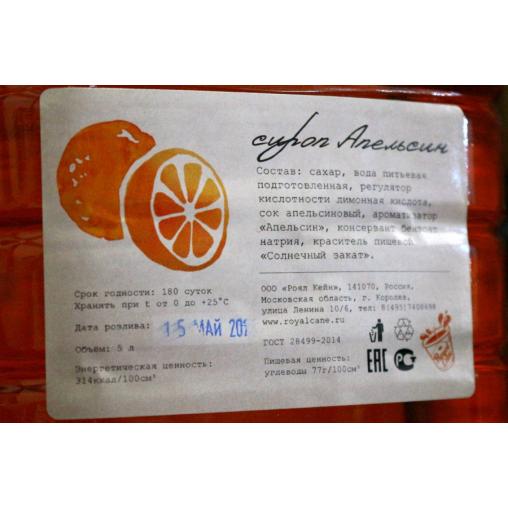 сироп Апельсин
Состав: сахар, вода питьевая
подготовленная, регулятор
кислотности лимонная кислота,
сок апельсиновый, ароматизатор
«Апельсин», консервант бензоат
натрия, краситель пищевой
«Солнечный закат».
Срок годности: 180 суток
Хранить при t от 0 до +25°C
Дата розлива: 15 МАЙ 201
Объём: 5 л
Энергетическая ценность:
314ккал/100см³
ООО «Роял Кейн», 141070, Россия,
Московская область, г. Королев,
улица Ленина 10/6, тел: 8(495)7408698
www.royalcane.ru
ГОСТ 28499-2014
Пищевая ценность:
углеводы 77г/100см³
ЕАС